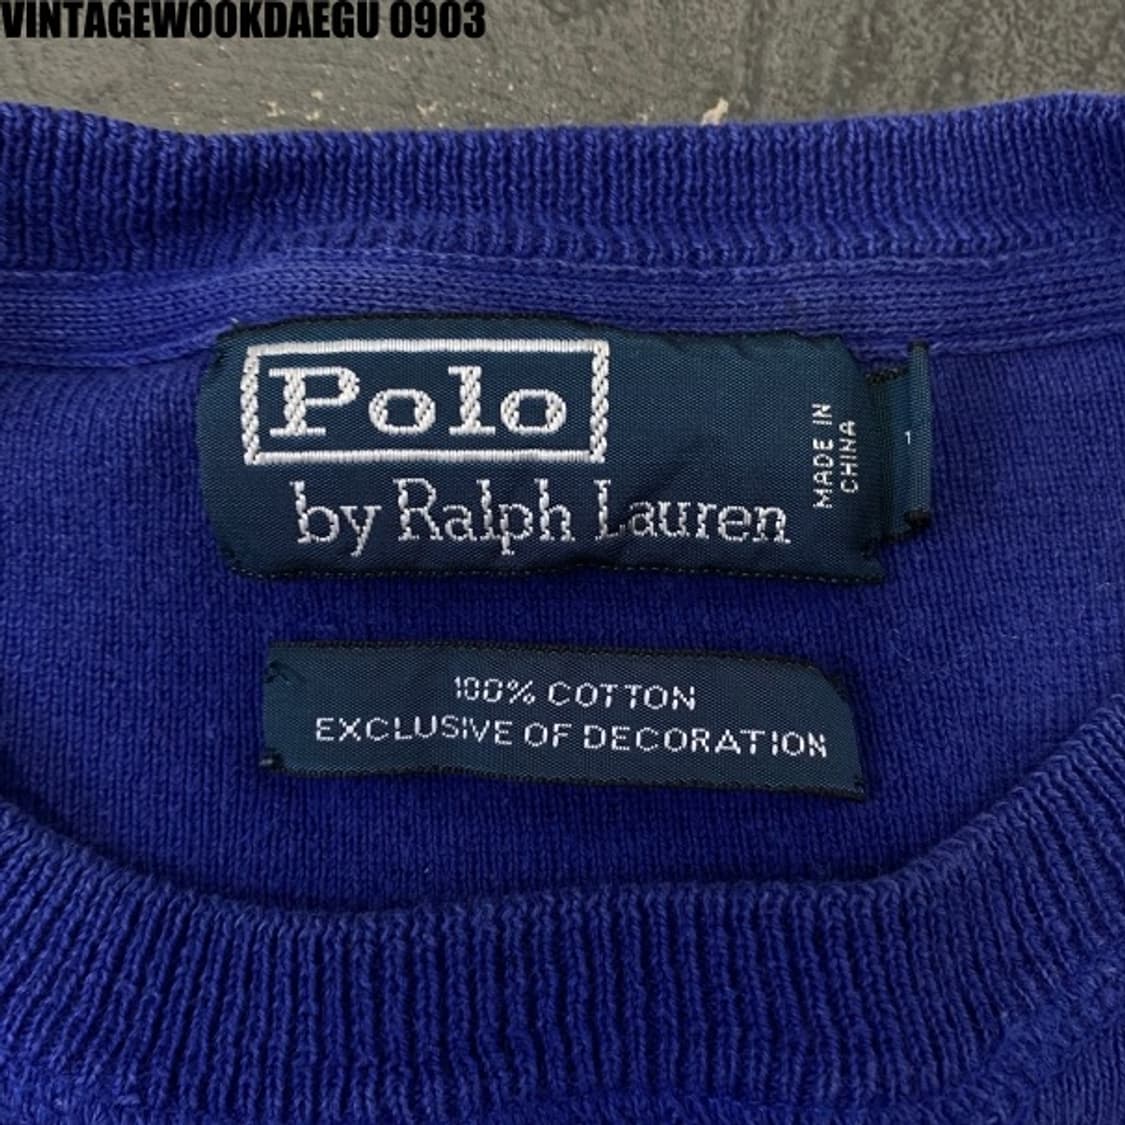 VINTAGEWOOKDAEGU 0903
Polo
by Ralph Lauren
MADE IN
CHINA
100% COTTON
EXCLUSIVE OF DECORATION